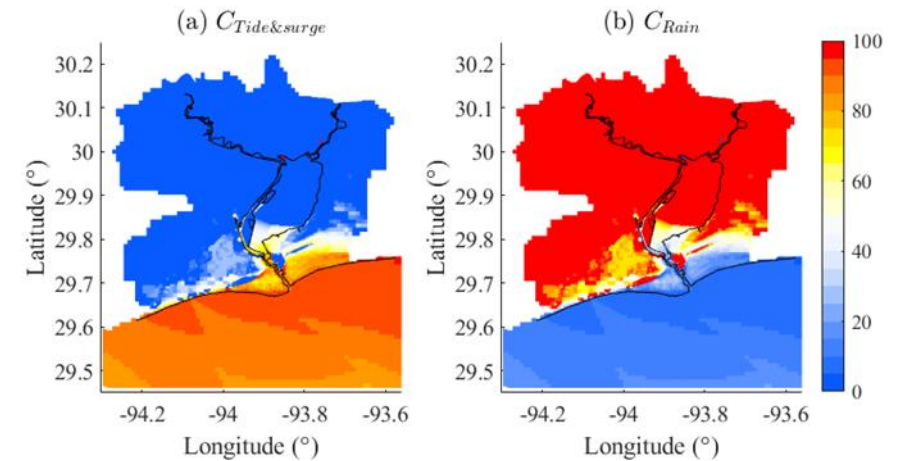 (a) C_Tide&surge
(b) C_Rain
30.2
30.1
30
29.9
29.8
29.7
29.6
29.5
Latitude (°)
-94.2 -94 -93.8 -93.6
Longitude (°)
30.2
30.1
30
29.9
29.8
29.7
29.6
29.5
Latitude (°)
-94.2 -94 -93.8 -93.6
Longitude (°)
100
80
60
40
20
0